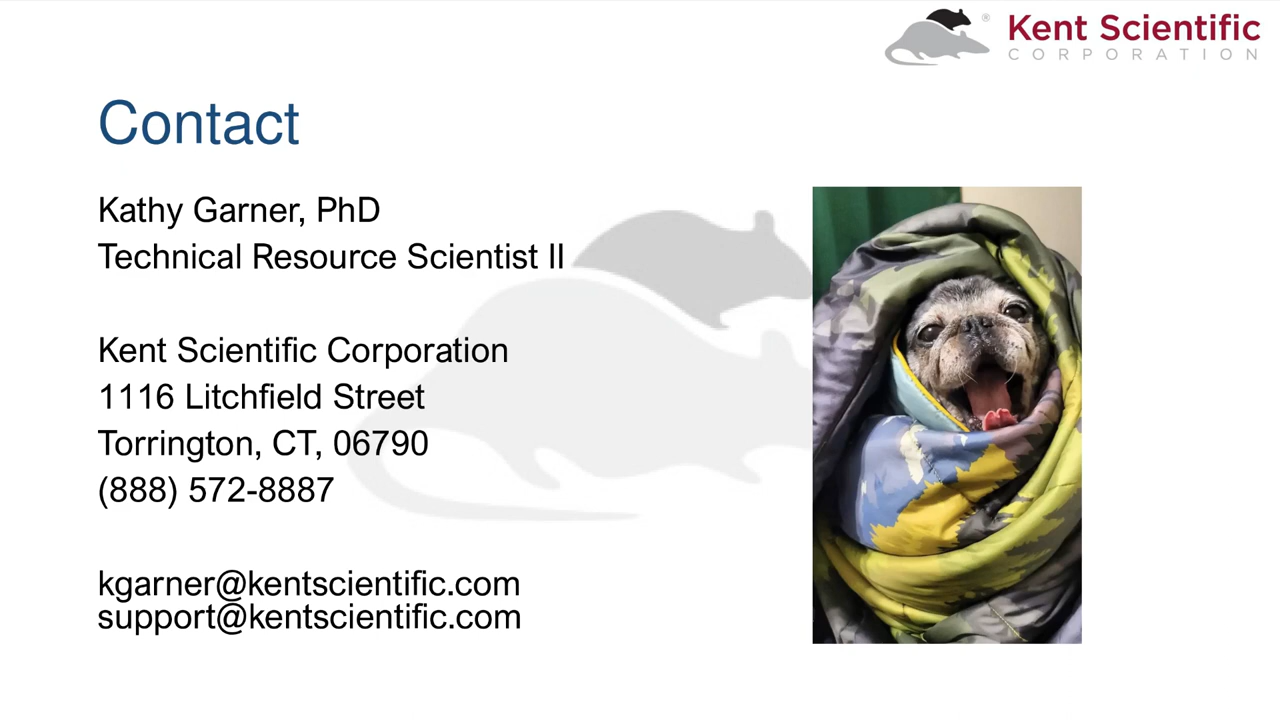 ® Kent Scientific
CORPORATION
Contact
Kathy Garner, PhD
Technical Resource Scientist II
Kent Scientific Corporation
1116 Litchfield Street
Torrington, CT, 06790
(888) 572-8887
kgarner@kentscientific.com
support@kentscientific.com